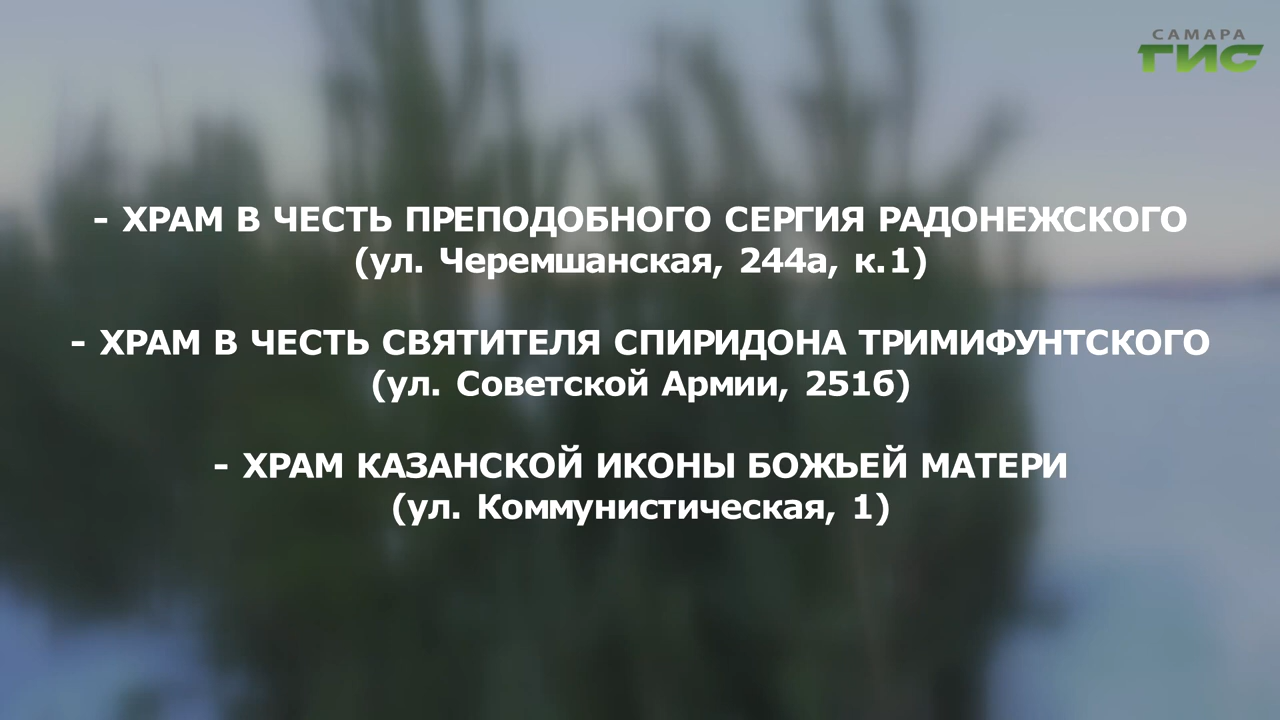 САМАРА
ГИС
- ХРАМ В ЧЕСТЬ ПРЕПОДОБНОГО СЕРГИЯ РАДОНЕЖСКОГО
(ул. Черемшанская, 244а, к.1)
- ХРАМ В ЧЕСТЬ СВЯТИТЕЛЯ СПИРИДОНА ТРИМИФУНТСКОГО
(ул. Советской Армии, 251б)
- ХРАМ КАЗАНСКОЙ ИКОНЫ БОЖЬЕЙ МАТЕРИ
(ул. Коммунистическая, 1)